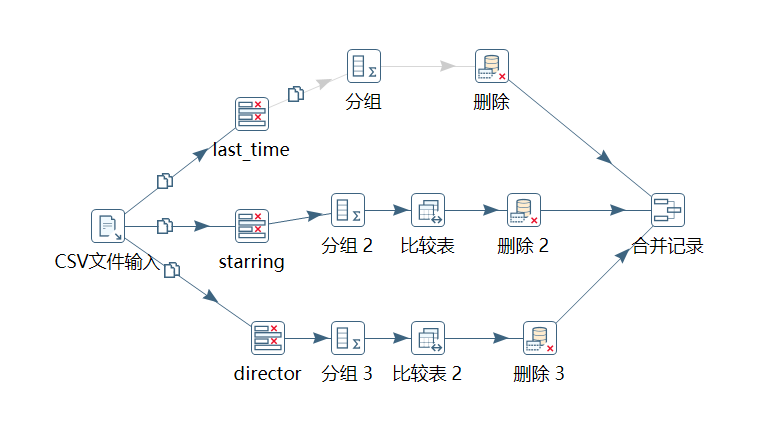 分组
删除
last_time
CSV文件输入
starring
分组 2
比较表
删除 2
合并记录
director
分组 3
比较表 2
删除 3